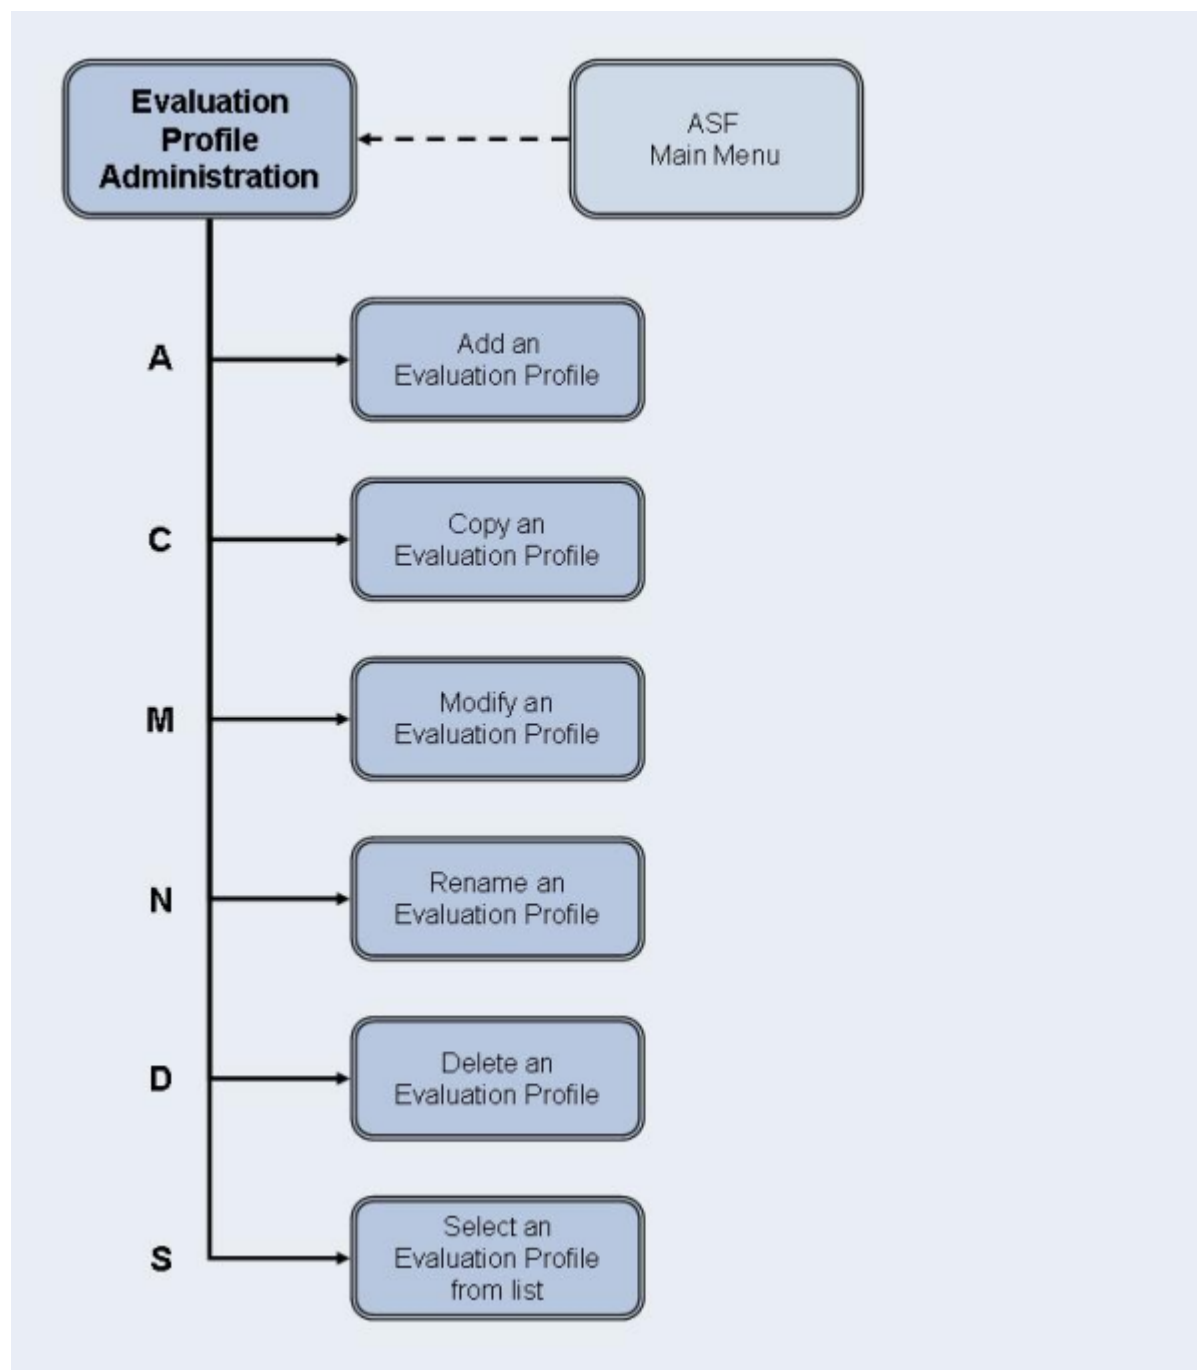 Evaluation
Profile
Administration
ASF
Main Menu
A
Add an
Evaluation Profile
C
Copy an
Evaluation Profile
M
Modify an
Evaluation Profile
N
Rename an
Evaluation Profile
D
Delete an
Evaluation Profile
S
Select an
Evaluation Profile
from list